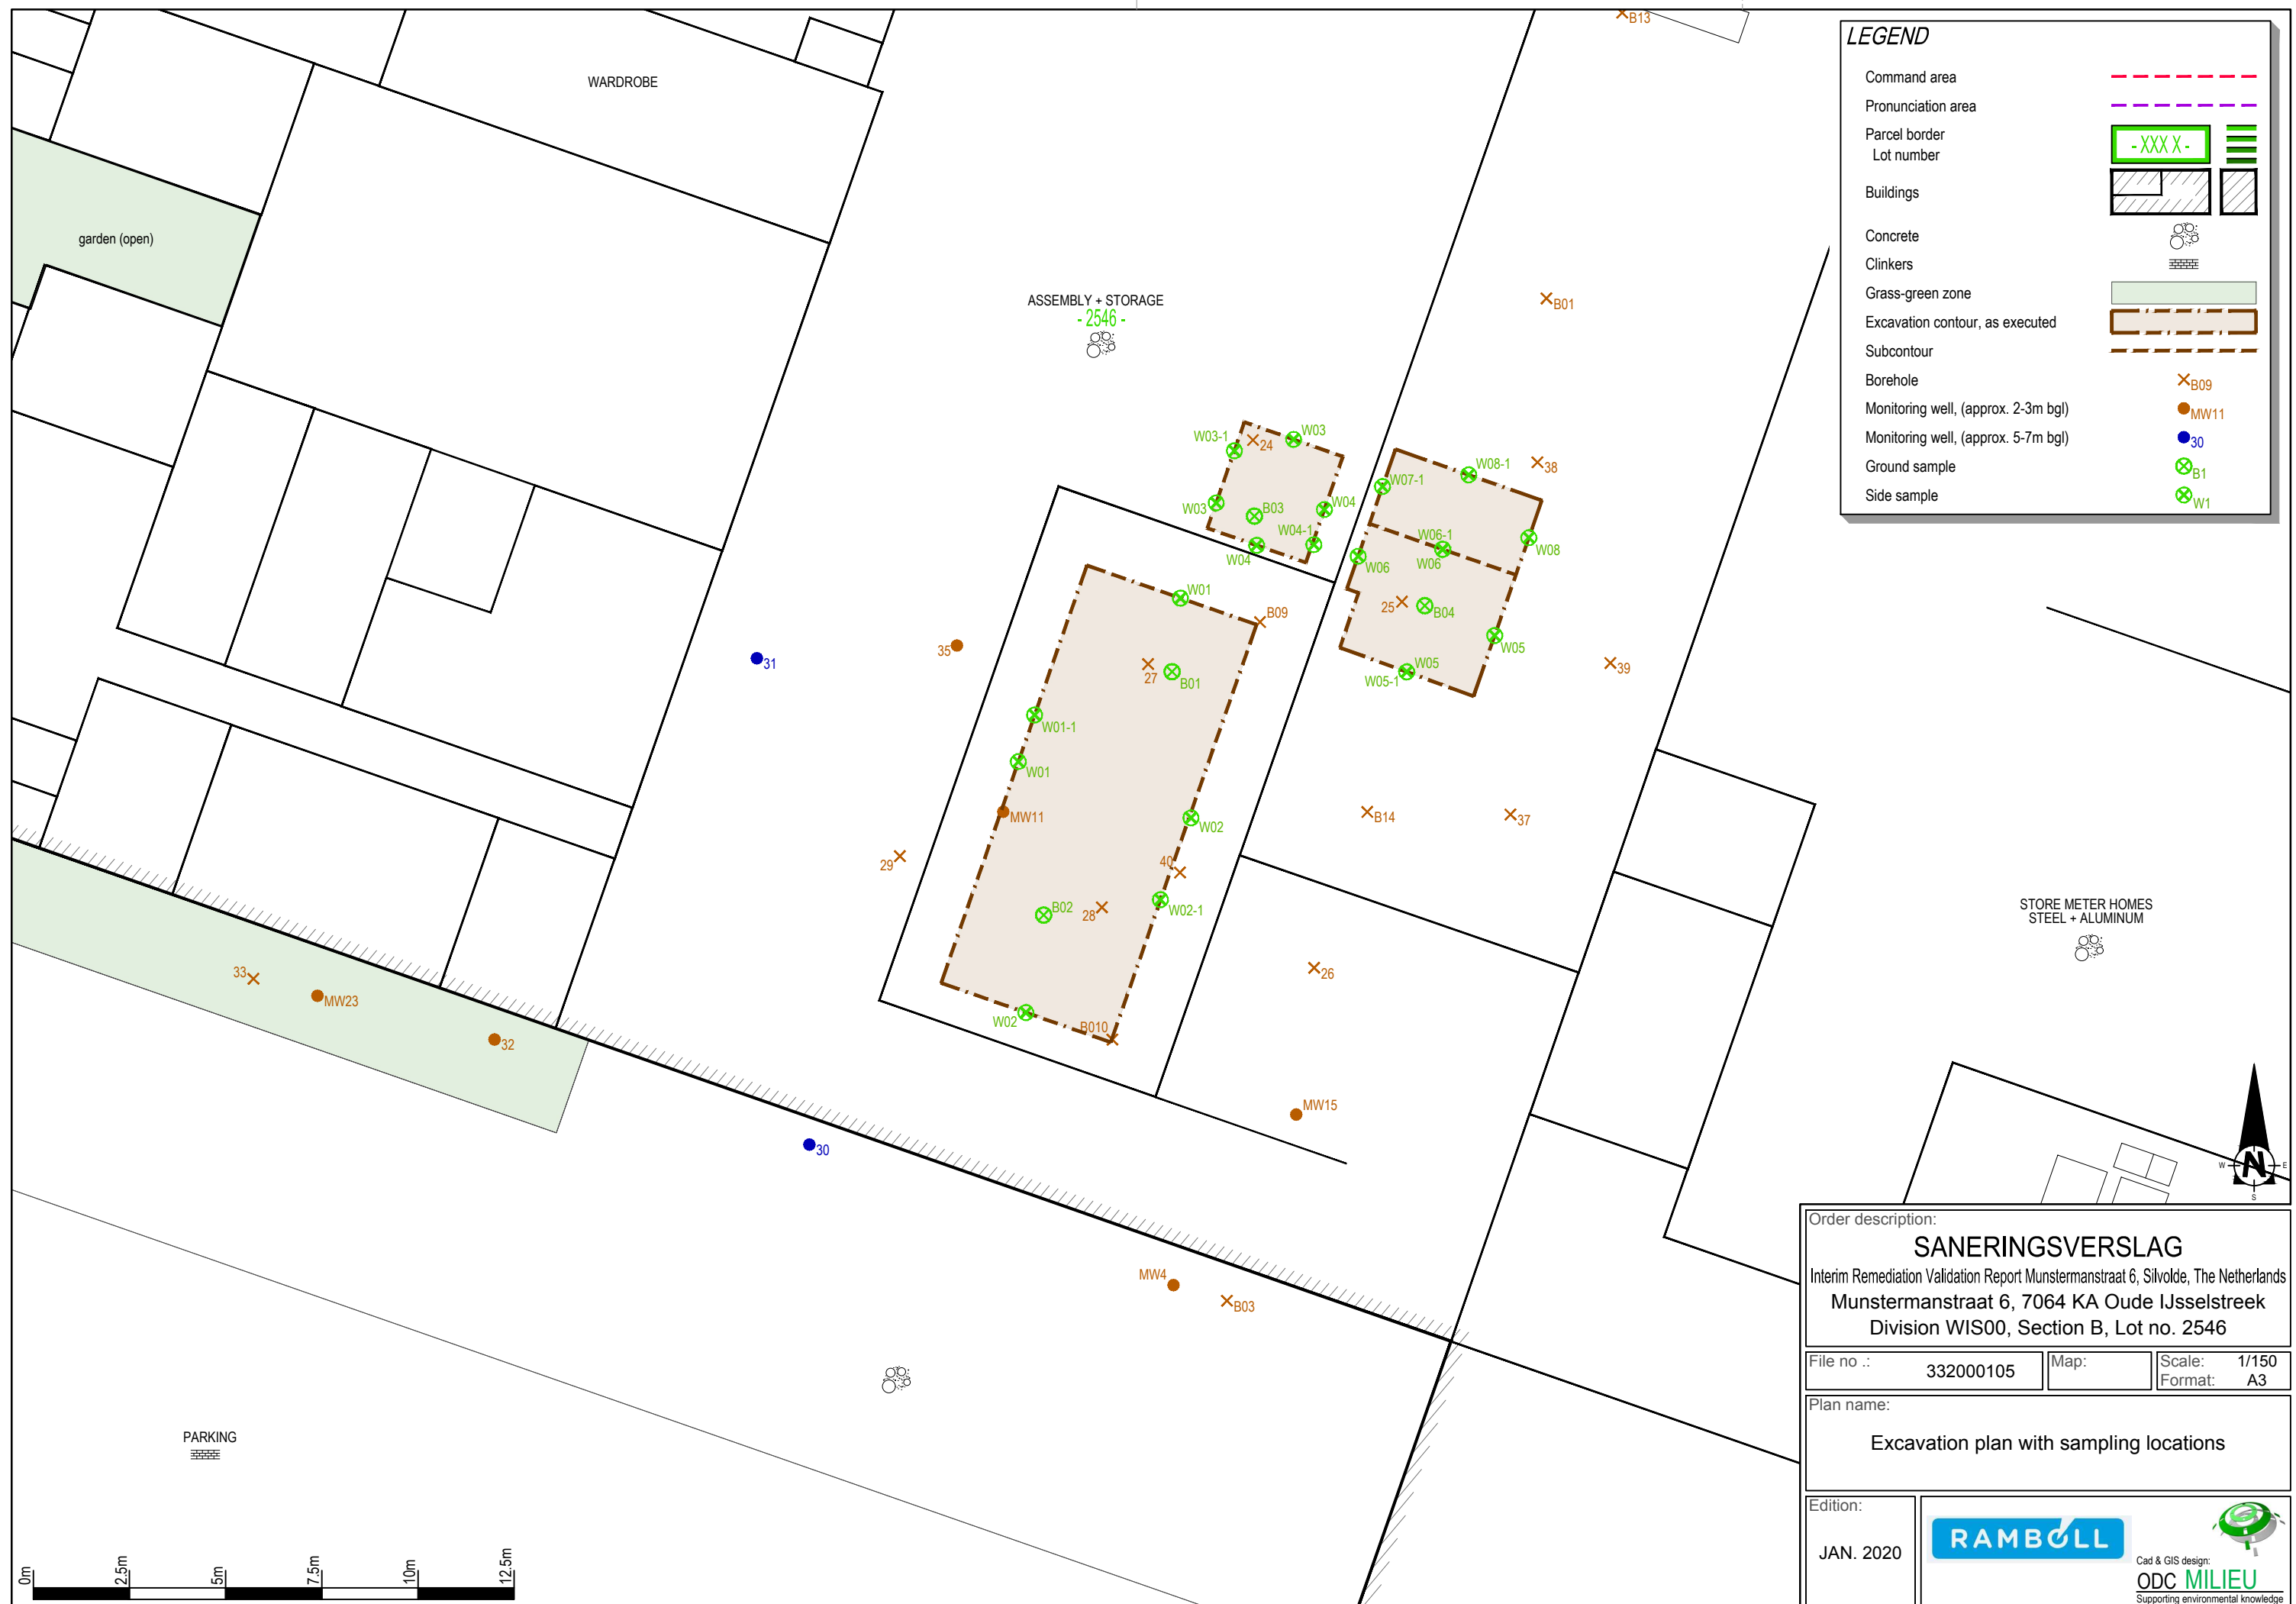 B13
WARDROBE
garden (open)
ASSEMBLY + STORAGE
- 2546 -
B01
W03-1
24
W03
W08-1
38
W07-1
W03
B03
W04
W04-1
W04
W06-1
W06
W06
W08
25
B04
W05
W05
W05-1
39
W01
B09
31
35
27
B01
W01-1
W01
MW11
W02
B14
37
29
40
W02-1
B02
28
STORE METER HOMES
STEEL + ALUMINUM
33
MW23
26
W02
B010
32
MW15
30
MW4
B03
PARKING
0m
2.5m
5m
7.5m
10m
12.5m
LEGEND
Command area
Pronunciation area
Parcel border
Lot number
- XXX X -
Buildings
Concrete
Clinkers
Grass-green zone
Excavation contour, as executed
Subcontour
Borehole
B09
Monitoring well, (approx. 2-3m bgl)
MW11
Monitoring well, (approx. 5-7m bgl)
30
Ground sample
B1
Side sample
W1
W
N
E
S
Order description:
SANERINGSVERSLAG
Interim Remediation Validation Report Munstermanstraat 6, Silvolde, The Netherlands
Munstermanstraat 6, 7064 KA Oude IJsselstreek
Division WIS00, Section B, Lot no. 2546
File no .:
332000105
Map:
Scale: 1/150
Format: A3
Plan name:
Excavation plan with sampling locations
Edition:
JAN. 2020
RAMBOLL
Cad & GIS design:
ODC MILIEU
Supporting environmental knowledge